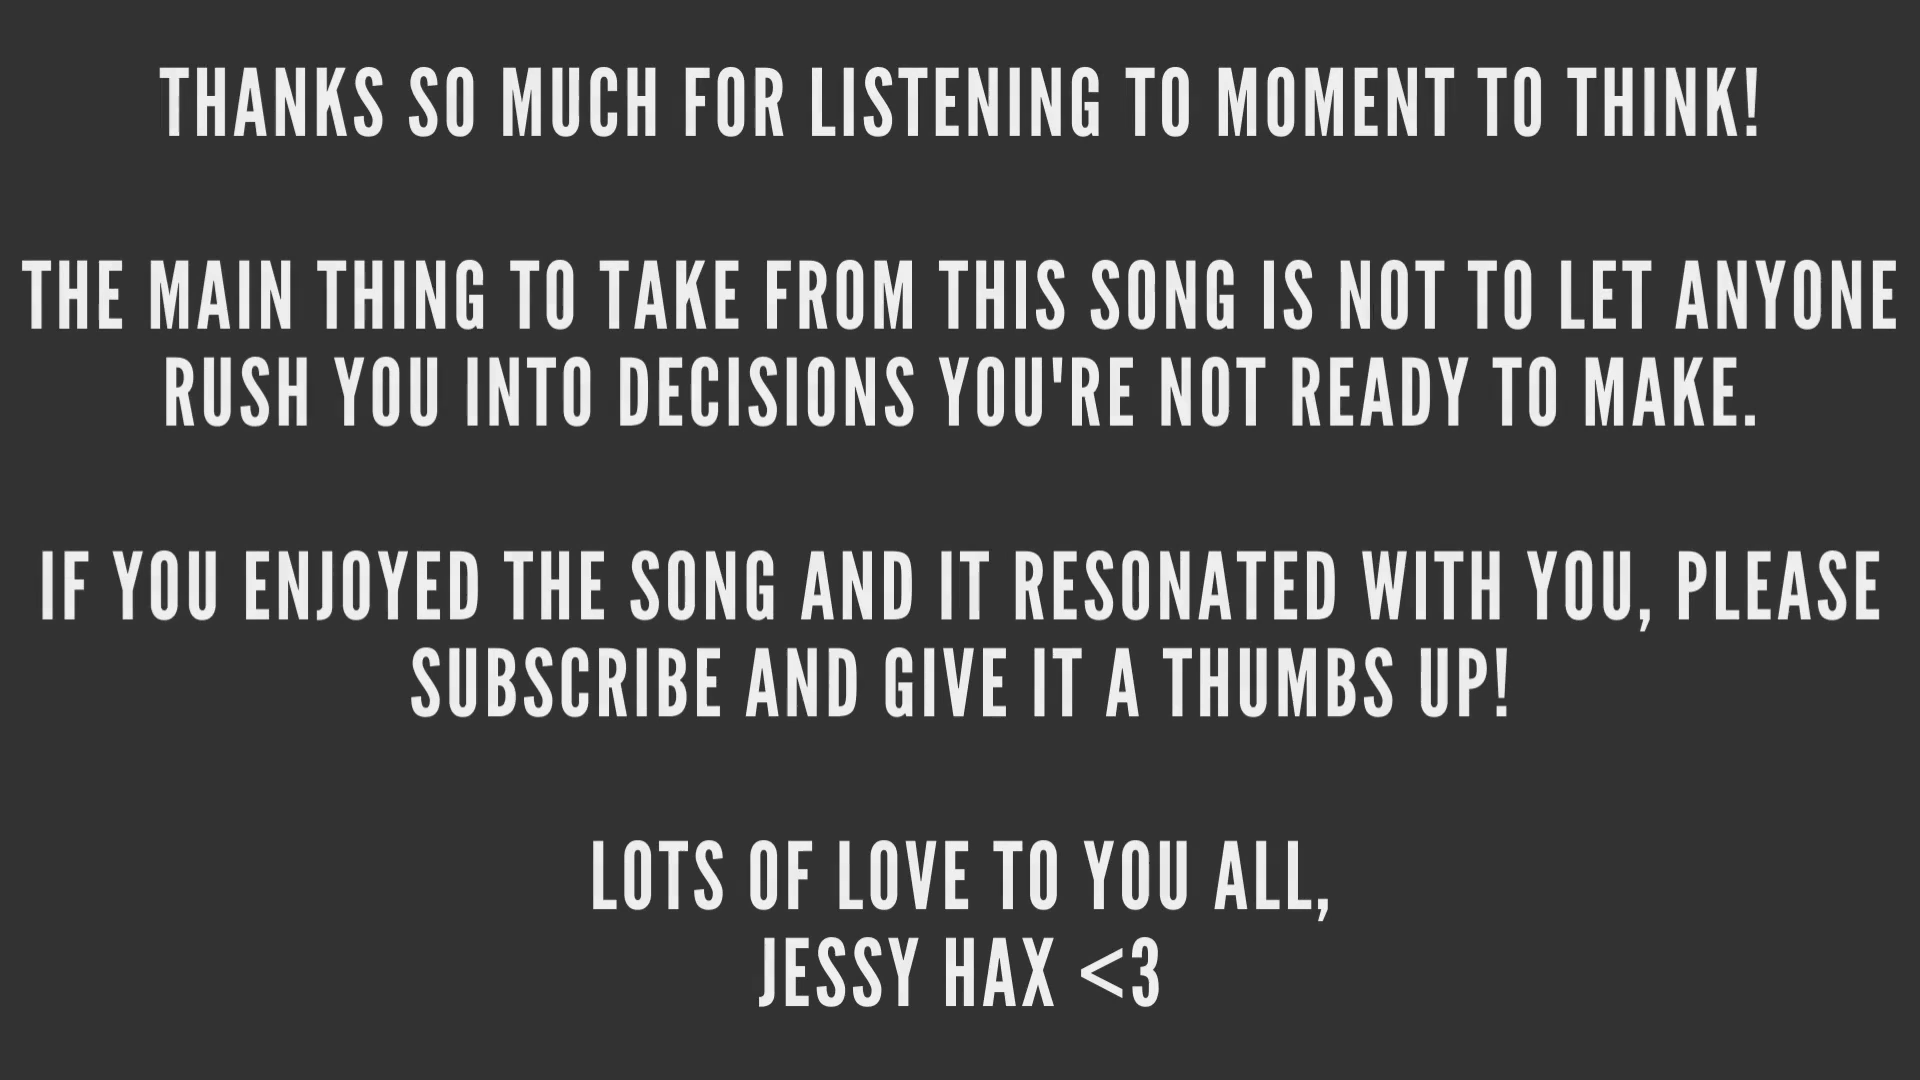 THANKS SO MUCH FOR LISTENING TO MOMENT TO THINK!
THE MAIN THING TO TAKE FROM THIS SONG IS NOT TO LET ANYONE
RUSH YOU INTO DECISIONS YOU'RE NOT READY TO MAKE.
IF YOU ENJOYED THE SONG AND IT RESONATED WITH YOU, PLEASE
SUBSCRIBE AND GIVE IT A THUMBS UP!
LOTS OF LOVE TO YOU ALL,
JESSY HAX <3